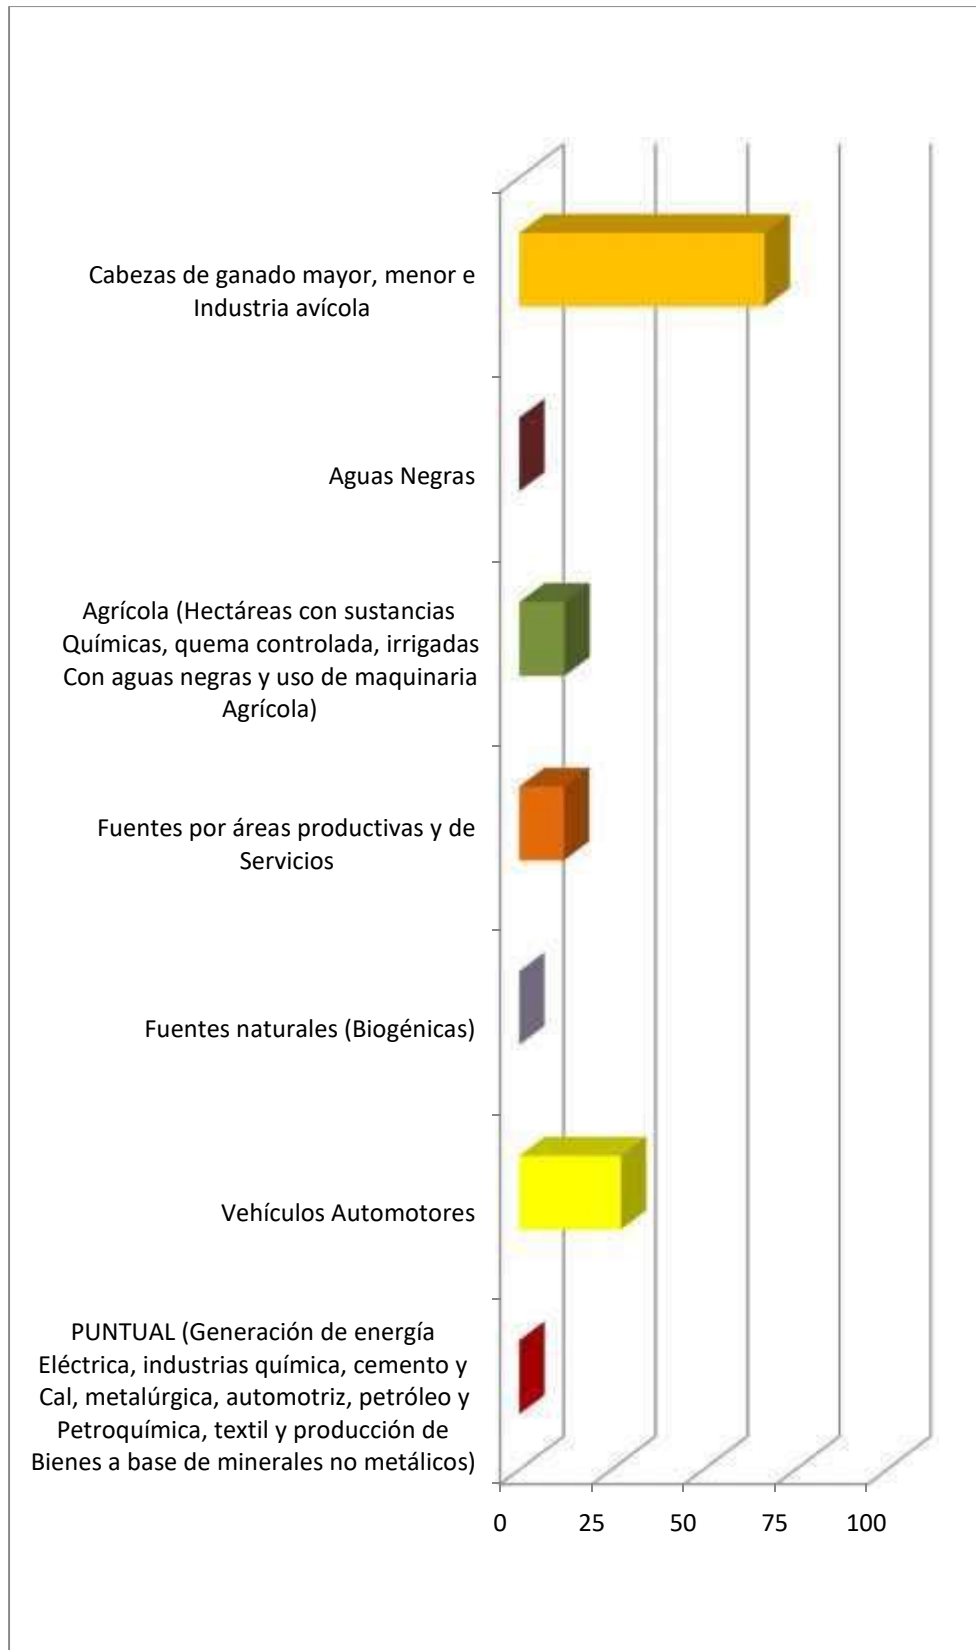 Cabezas de ganado mayor, menor e
Industria avícola
Aguas Negras
Agrícola (Hectáreas con sustancias
Químicas, quema controlada, irrigadas
Con aguas negras y uso de maquinaria
Agrícola)
Fuentes por áreas productivas y de
Servicios
Fuentes naturales (Biogénicas)
Vehículos Automotores
PUNTUAL (Generación de energía
Eléctrica, industrias química, cemento y
Cal, metalúrgica, automotriz, petróleo y
Petroquímica, textil y producción de
Bienes a base de minerales no metálicos)
0 25 50 75 100